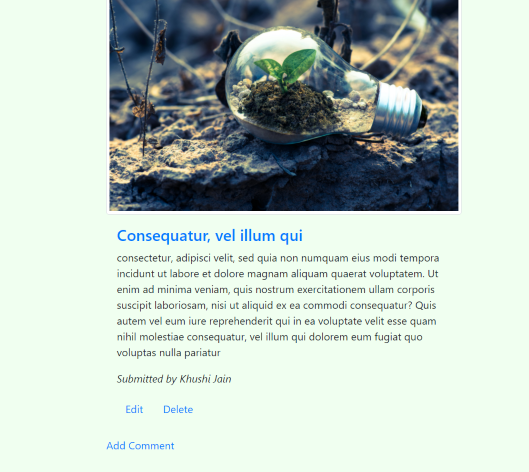 Consequatur, vel illum qui
consectetur, adipisci velit, sed quia non numquam eius modi tempora
incidunt ut labore et dolore magnam aliquam quaerat voluptatem. Ut
enim ad minima veniam, quis nostrum exercitationem ullam corporis
suscipit laboriosam, nisi ut aliquid ex ea commodi consequatur? Quis
autem vel eum iure reprehenderit qui in ea voluptate velit esse quam
nihil molestiae consequatur, vel illum qui dolorem eum fugiat quo
voluptas nulla pariatur
Submitted by Khushi Jain
Edit Delete
Add Comment